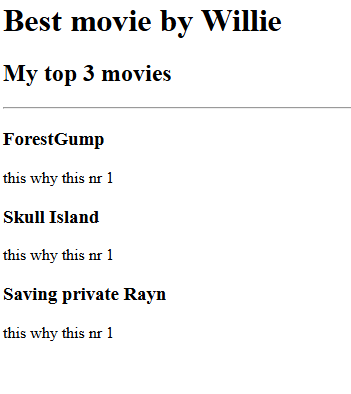 Best movie by Willie
My top 3 movies
ForestGump
this why this nr 1
Skull Island
this why this nr 1
Saving private Rayn
this why this nr 1